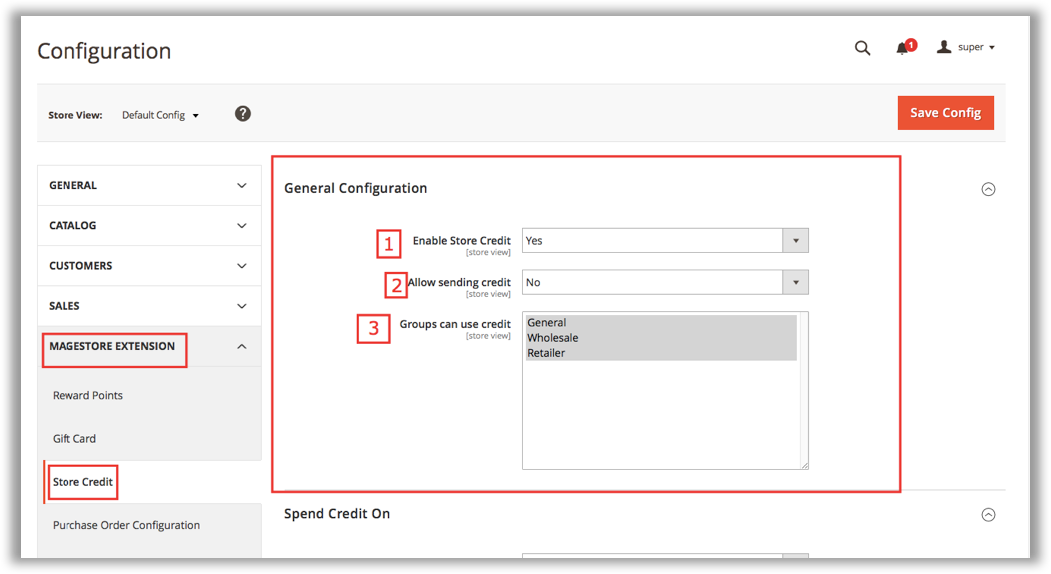 Configuration
1
super
Store View:
Default Config
?
Save Config
GENERAL
CATALOG
CUSTOMERS
SALES
MAGESTORE EXTENSION
Reward Points
Gift Card
Store Credit
Purchase Order Configuration
General Configuration
1
Enable Store Credit
[store view]
Yes
2
Allow sending credit
[store view]
No
3
Groups can use credit
[store view]
General
Wholesale
Retailer
Spend Credit On